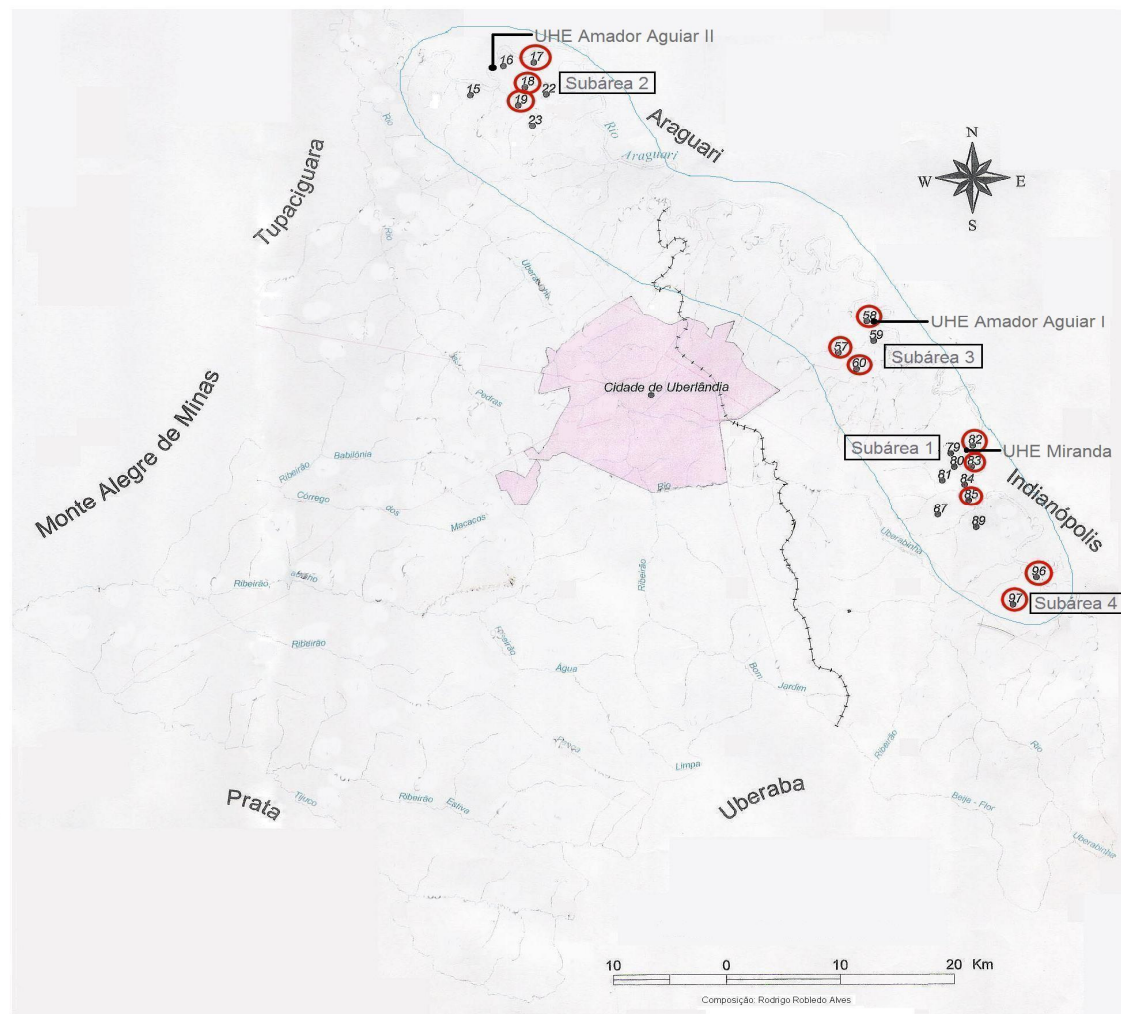 UHE Amador Aguiar II
16
17
18
Subárea 2
15
22
19
23
Rio
Rio
Araguari
Araguari
Tupaciguara
N
W
E
S
Rio
Uberabinha
58
UHE Amador Aguiar I
59
57
Subárea 3
60
Cidade de Uberlândia
das
Pedras
Monte Alegre de Minas
82
Subárea 1
79
UHE Miranda
80
83
81
84
85
87
89
Indianópolis
Ribeirão
Babilônia
Rio
Córrego
dos
Macacos
Uberabinha
96
97
Subárea 4
Ribeirão
Ribeirão
Ribeirão
Ribeirão
Água
Bom
Jardim
Limpa
Ribeirão
Rio
Prata
Tijuco
Ribeirão
Estiva
Uberaba
Beija - Flor
Uberabinha
10
0
10
20
Km
Composição: Rodrigo Robledo Alves